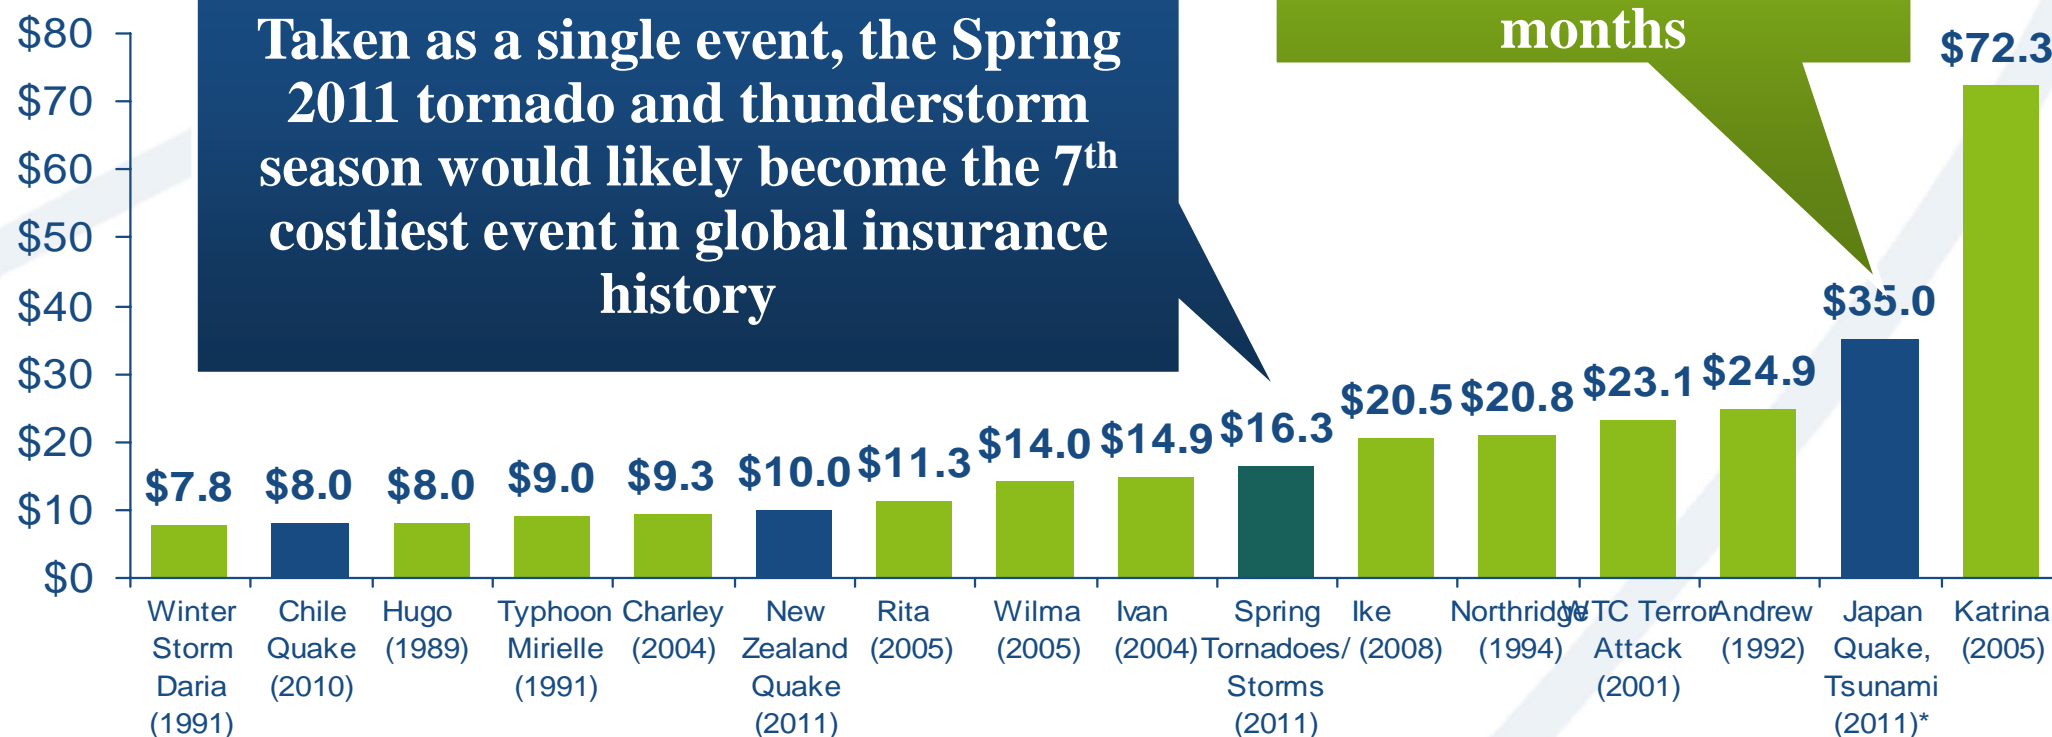 Taken as a single event, the Spring
2011 tornado and thunderstorm
season would likely become the 7th
costliest event in global insurance
history
months
$80
$70
$60
$50
$40
$30
$20
$10
$0
$7.8
$8.0
$8.0
$9.0
$9.3
$10.0
$11.3
$14.0
$14.9
$16.3
$20.5
$20.8
$23.1
$24.9
$35.0
$72.3
Winter
Storm
Daria
(1991)
Chile
Quake
(2010)
Hugo
(1989)
Typhoon
Mirielle
(1991)
Charley
(2004)
New
Zealand
Quake
(2011)
Rita
(2005)
Wilma
(2005)
Ivan
(2004)
Spring
Tornadoes/
Storms
(2011)
Ike
(2008)
Northridge
(1994)
WTC Terror
Attack
(2001)
Andrew
(1992)
Japan
Quake,
Tsunami
(2011)*
Katrina
(2005)